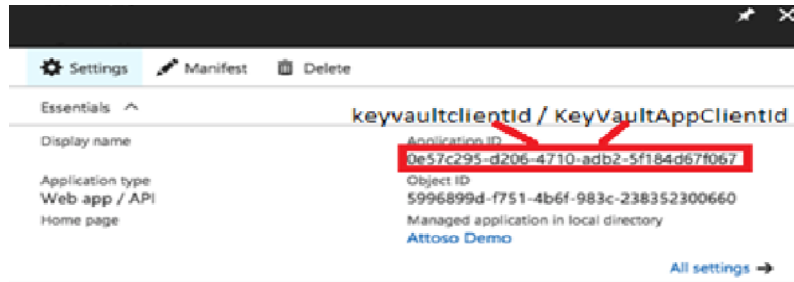 Settings Manifest Delete
Essentials
keyvaultclientId / KeyVaultAppClientId
Display name
Application ID
0e57c295-d206-4710-adb2-5f184d67f067
Application type
Object ID
Web app / API
5996899d-f751-4b6f-983c-238352300660
Home page
Managed application in local directory
Attoso Demo
All settings →